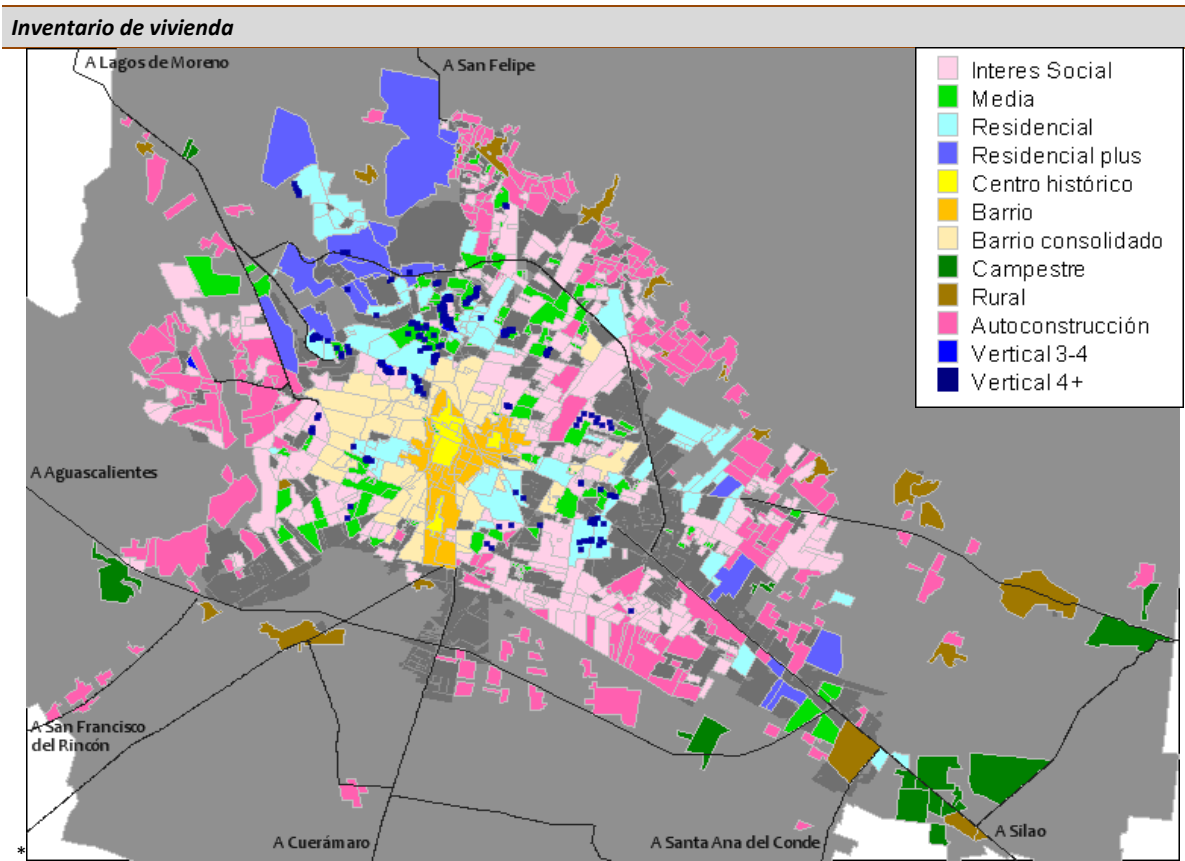 Inventario de vivienda
A Lagos de Moreno
A San Felipe
Interes Social
Media
Residencial
Residencial plus
Centro histórico
Barrio
Barrio consolidado
Campestre
Rural
Autoconstrucción
Vertical 3-4
Vertical 4+
A Aguascalientes
A San Francisco
del Rincón
A Cuerámaro
A Santa Ana del Conde
A Silao
*